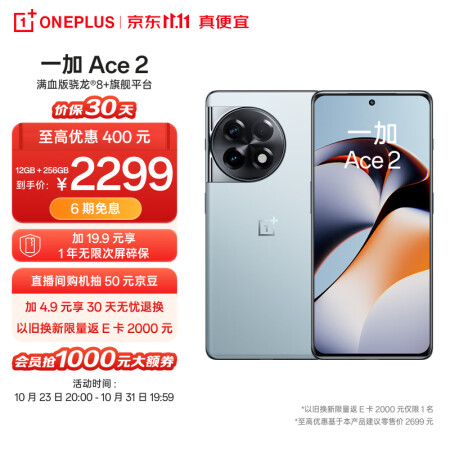 1+ ONEPLUS | 京东11.11 真便宜
一加 Ace 2
满血版骁龙®8+旗舰平台
价保30天
至高优惠 400 元
12GB+256GB
到手价:¥2299
6 期免息
加 19.9 元享
1 年无限次屏碎保
直播间购机抽 50 元京豆
加 4.9 元享 30 天无忧退换
以旧换新限量返 E 卡 2000 元
会员抢1000元大额券
活动时间:
10 月 23 日 20:00 - 10 月 31 日 19:59
一加
Ace 2
*以旧换新限量返 E 卡 2000 元仅限 1 名
*至高优惠基于本产品建议零售价 2699 元